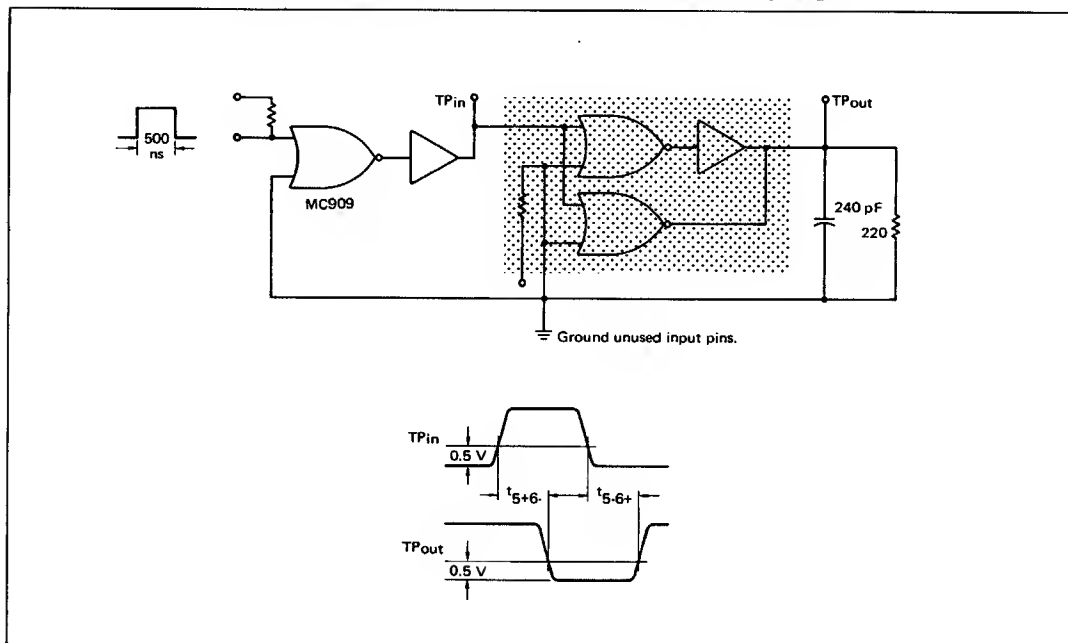 TPin
TPout
500
ns
MC909
240 pF
220
Ground unused input pins.
TPin
0.5 V
t5+6-
t5-6+
TPout
0.5 V